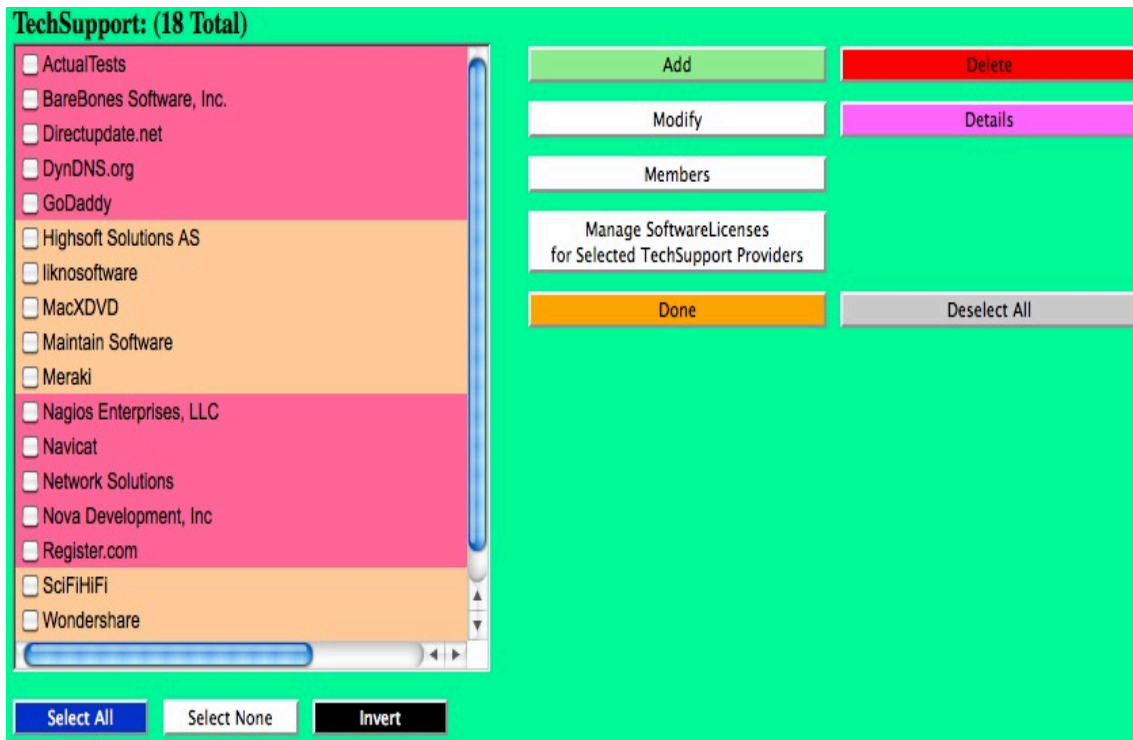 TechSupport: (18 Total)
ActualTests
BareBones Software, Inc.
Directupdate.net
DynDNS.org
GoDaddy
Highsoft Solutions AS
liknosoftware
MacXDVD
Maintain Software
Meraki
Nagios Enterprises, LLC
Navicat
Network Solutions
Nova Development, Inc
Register.com
SciFiHiFi
Wondershare
Add
Delete
Modify
Details
Members
Manage SoftwareLicenses
for Selected TechSupport Providers
Done
Deselect All
Select All
Select None
Invert